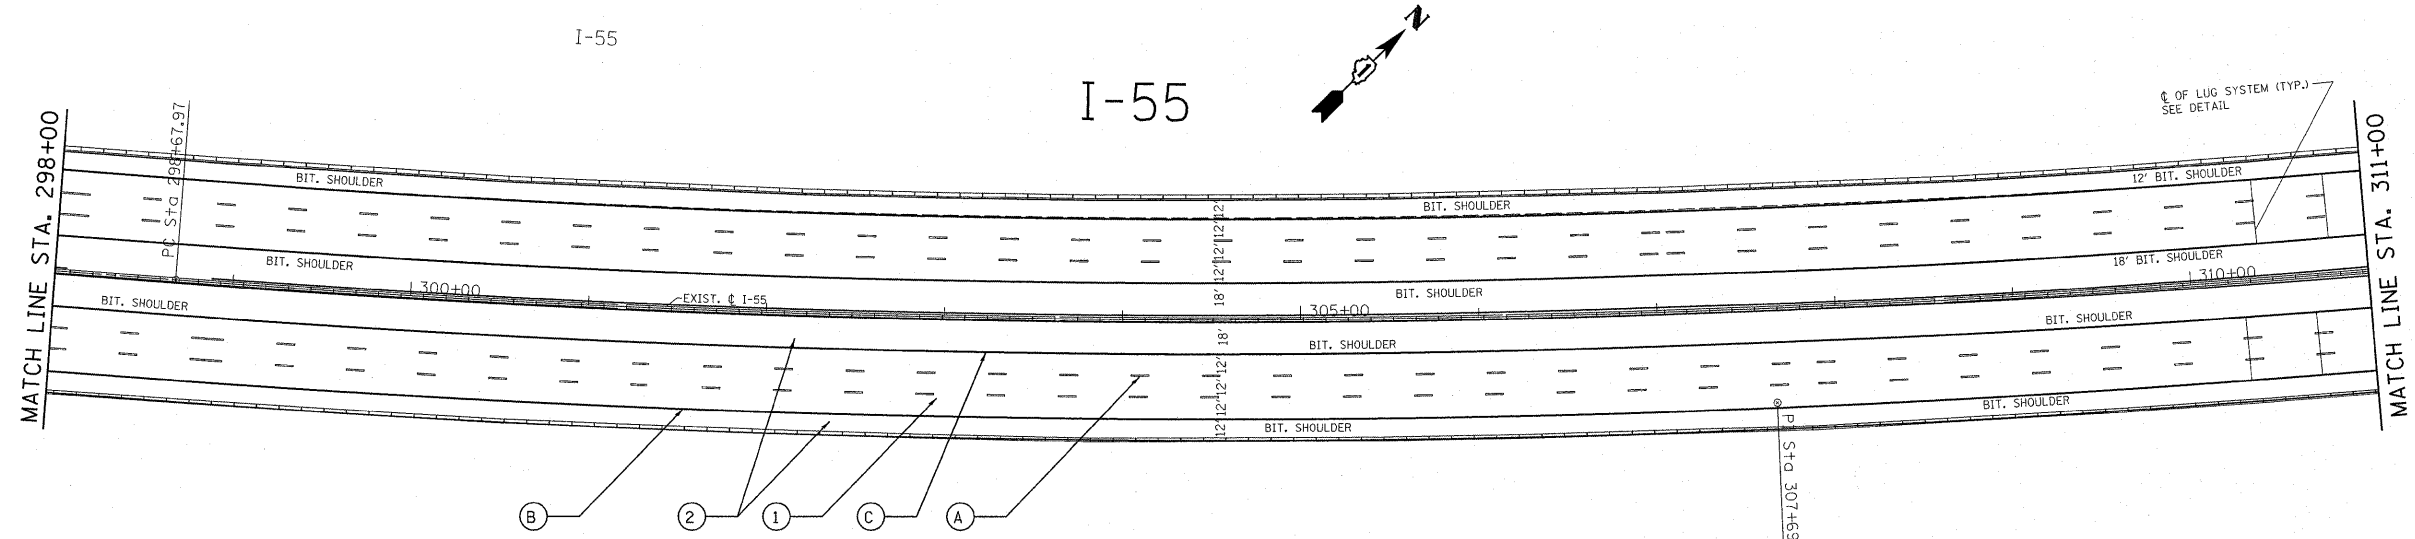 I-55
N
I-55
℄ OF LUG SYSTEM (TYP.)
SEE DETAIL
MATCH LINE STA. 298+00
PC Sta 298+67.97
MATCH LINE STA. 311+00
BIT. SHOULDER
12' BIT. SHOULDER
BIT. SHOULDER
12'
12'
12'
12'
18'
BIT. SHOULDER
18' BIT. SHOULDER
300+00
EXIST. ℄ I-55
305+00
310+00
BIT. SHOULDER
BIT. SHOULDER
BIT. SHOULDER
BIT. SHOULDER
18'
12'
12'
12'
12'
BIT. SHOULDER
BIT. SHOULDER
PI Sta 307+69
B
2
1
C
A